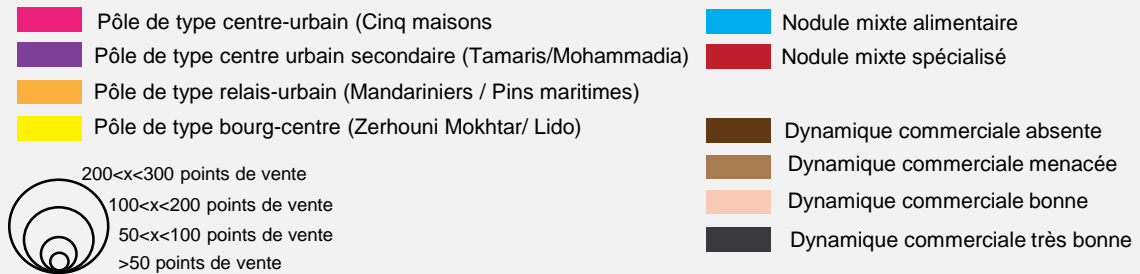 Pôle de type centre-urbain (Cinq maisons
Pôle de type centre urbain secondaire (Tamaris/Mohammadia)
Pôle de type relais-urbain (Mandariniers / Pins maritimes)
Pôle de type bourg-centre (Zerhouni Mokhtar/ Lido)
200<x<300 points de vente
100<x<200 points de vente
50<x<100 points de vente
>50 points de vente
Nodule mixte alimentaire
Nodule mixte spécialisé
Dynamique commerciale absente
Dynamique commerciale menacée
Dynamique commerciale bonne
Dynamique commerciale très bonne